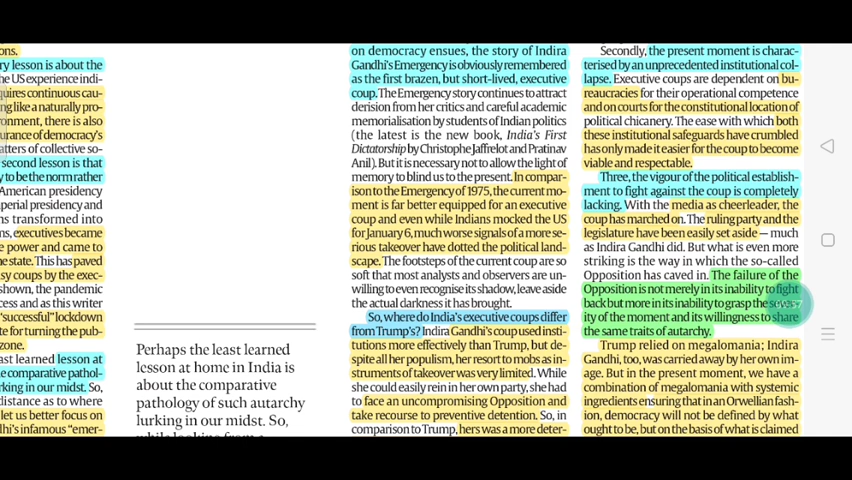 ons.
ry lesson is about the
he US experience indi-
quires continuous cau-
ng like a naturally pro-
ronment, there is also
urance of democracy's
atters of collective so-
second lesson is that
y to be the norm rather
American presidency
perial presidency and
ns transformed into
ms, executives became
e power and came to
he state. This has paved
sy coups by the exec-
shown, the pandemic
cess and as this writer
"successful" lockdown
te for turning the pub-
zone.
ast learned lesson at
e comparative pathol-
rking in our midst. So,
distance as to where
let us better focus on
dhi's infamous "emer-
Perhaps the least learned
lesson at home in India is
about the comparative
pathology of such autarchy
lurking in our midst. So,
while looking from a
on democracy ensues, the story of Indira
Gandhi's Emergency is obviously remembered
as the first brazen, but short-lived, executive
coup. The Emergency story continues to attract
derision from her critics and careful academic
memorialisation by students of Indian politics
(the latest is the new book, India's First
Dictatorship by Christophe Jaffrelot and Pratinav
Anil). But it is necessary not to allow the light of
memory to blind us to the present. In compar-
ison to the Emergency of 1975, the current mo-
ment is far better equipped for an executive
coup and even while Indians mocked the US
for January 6, much worse signals of a more se-
rious takeover have dotted the political land-
scape. The footsteps of the current coup are so
soft that most analysts and observers are un-
willing to even recognise its shadow, leave aside
the actual darkness it has brought.
So, where do India's executive coups differ
from Trump's? Indira Gandhi's coup used insti-
tutions more effectively than Trump, but de-
spite all her populism, her resort to mobs as in-
struments of takeover was very limited. While
she could easily rein in her own party, she had
to face an uncompromising Opposition and
take recourse to preventive detention. So, in
comparison to Trump, hers was a more deter-
Secondly, the present moment is charac-
terised by an unprecedented institutional col-
lapse. Executive coups are dependent on bu-
reaucracies for their operational competence
and on courts for the constitutional location of
political chicanery. The ease with which both
these institutional safeguards have crumbled
has only made it easier for the coup to become
viable and respectable.
Three, the vigour of the political establish-
ment to fight against the coup is completely
lacking. With the media as cheerleader, the
coup has marched on. The ruling party and the
legislature have been easily set aside — much
as Indira Gandhi did. But what is even more
striking is the way in which the so-called
Opposition has caved in. The failure of the
Opposition is not merely in its inability to fight
back but more in its inability to grasp the
ity of the moment and its willingness to share
the same traits of autarchy.
Trump relied on megalomania; Indira
Gandhi, too, was carried away by her own im-
age. But in the present moment, we have a
combination of megalomania with systemic
ingredients ensuring that in an Orwellian fash-
ion, democracy will not be defined by what
ought to be, but on the basis of what is claimed